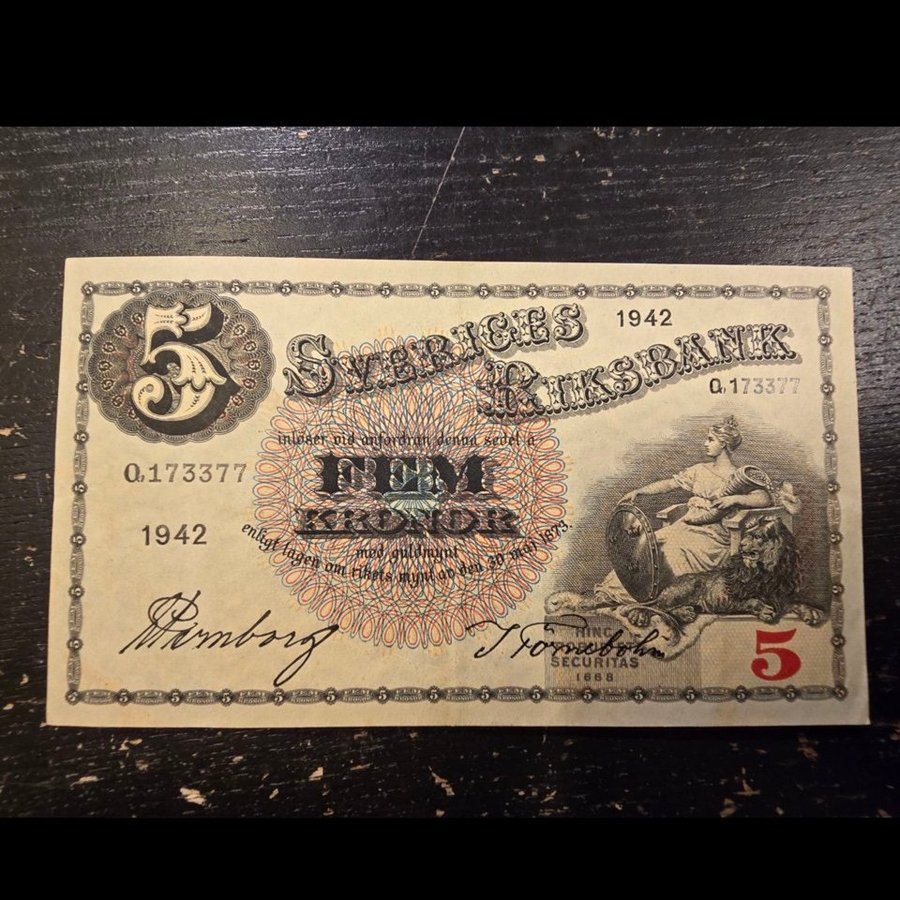 5
SVERIGES
1942
RIKSBANK
Q, 173377
inlöser vid anfordran denna sedel å
Q, 173377
FEM
KRONOR
1942
med guldmynt
enligt lagen om rikets mynt av den 30 maj 1873.
HINC
SECURITAS
1668
5